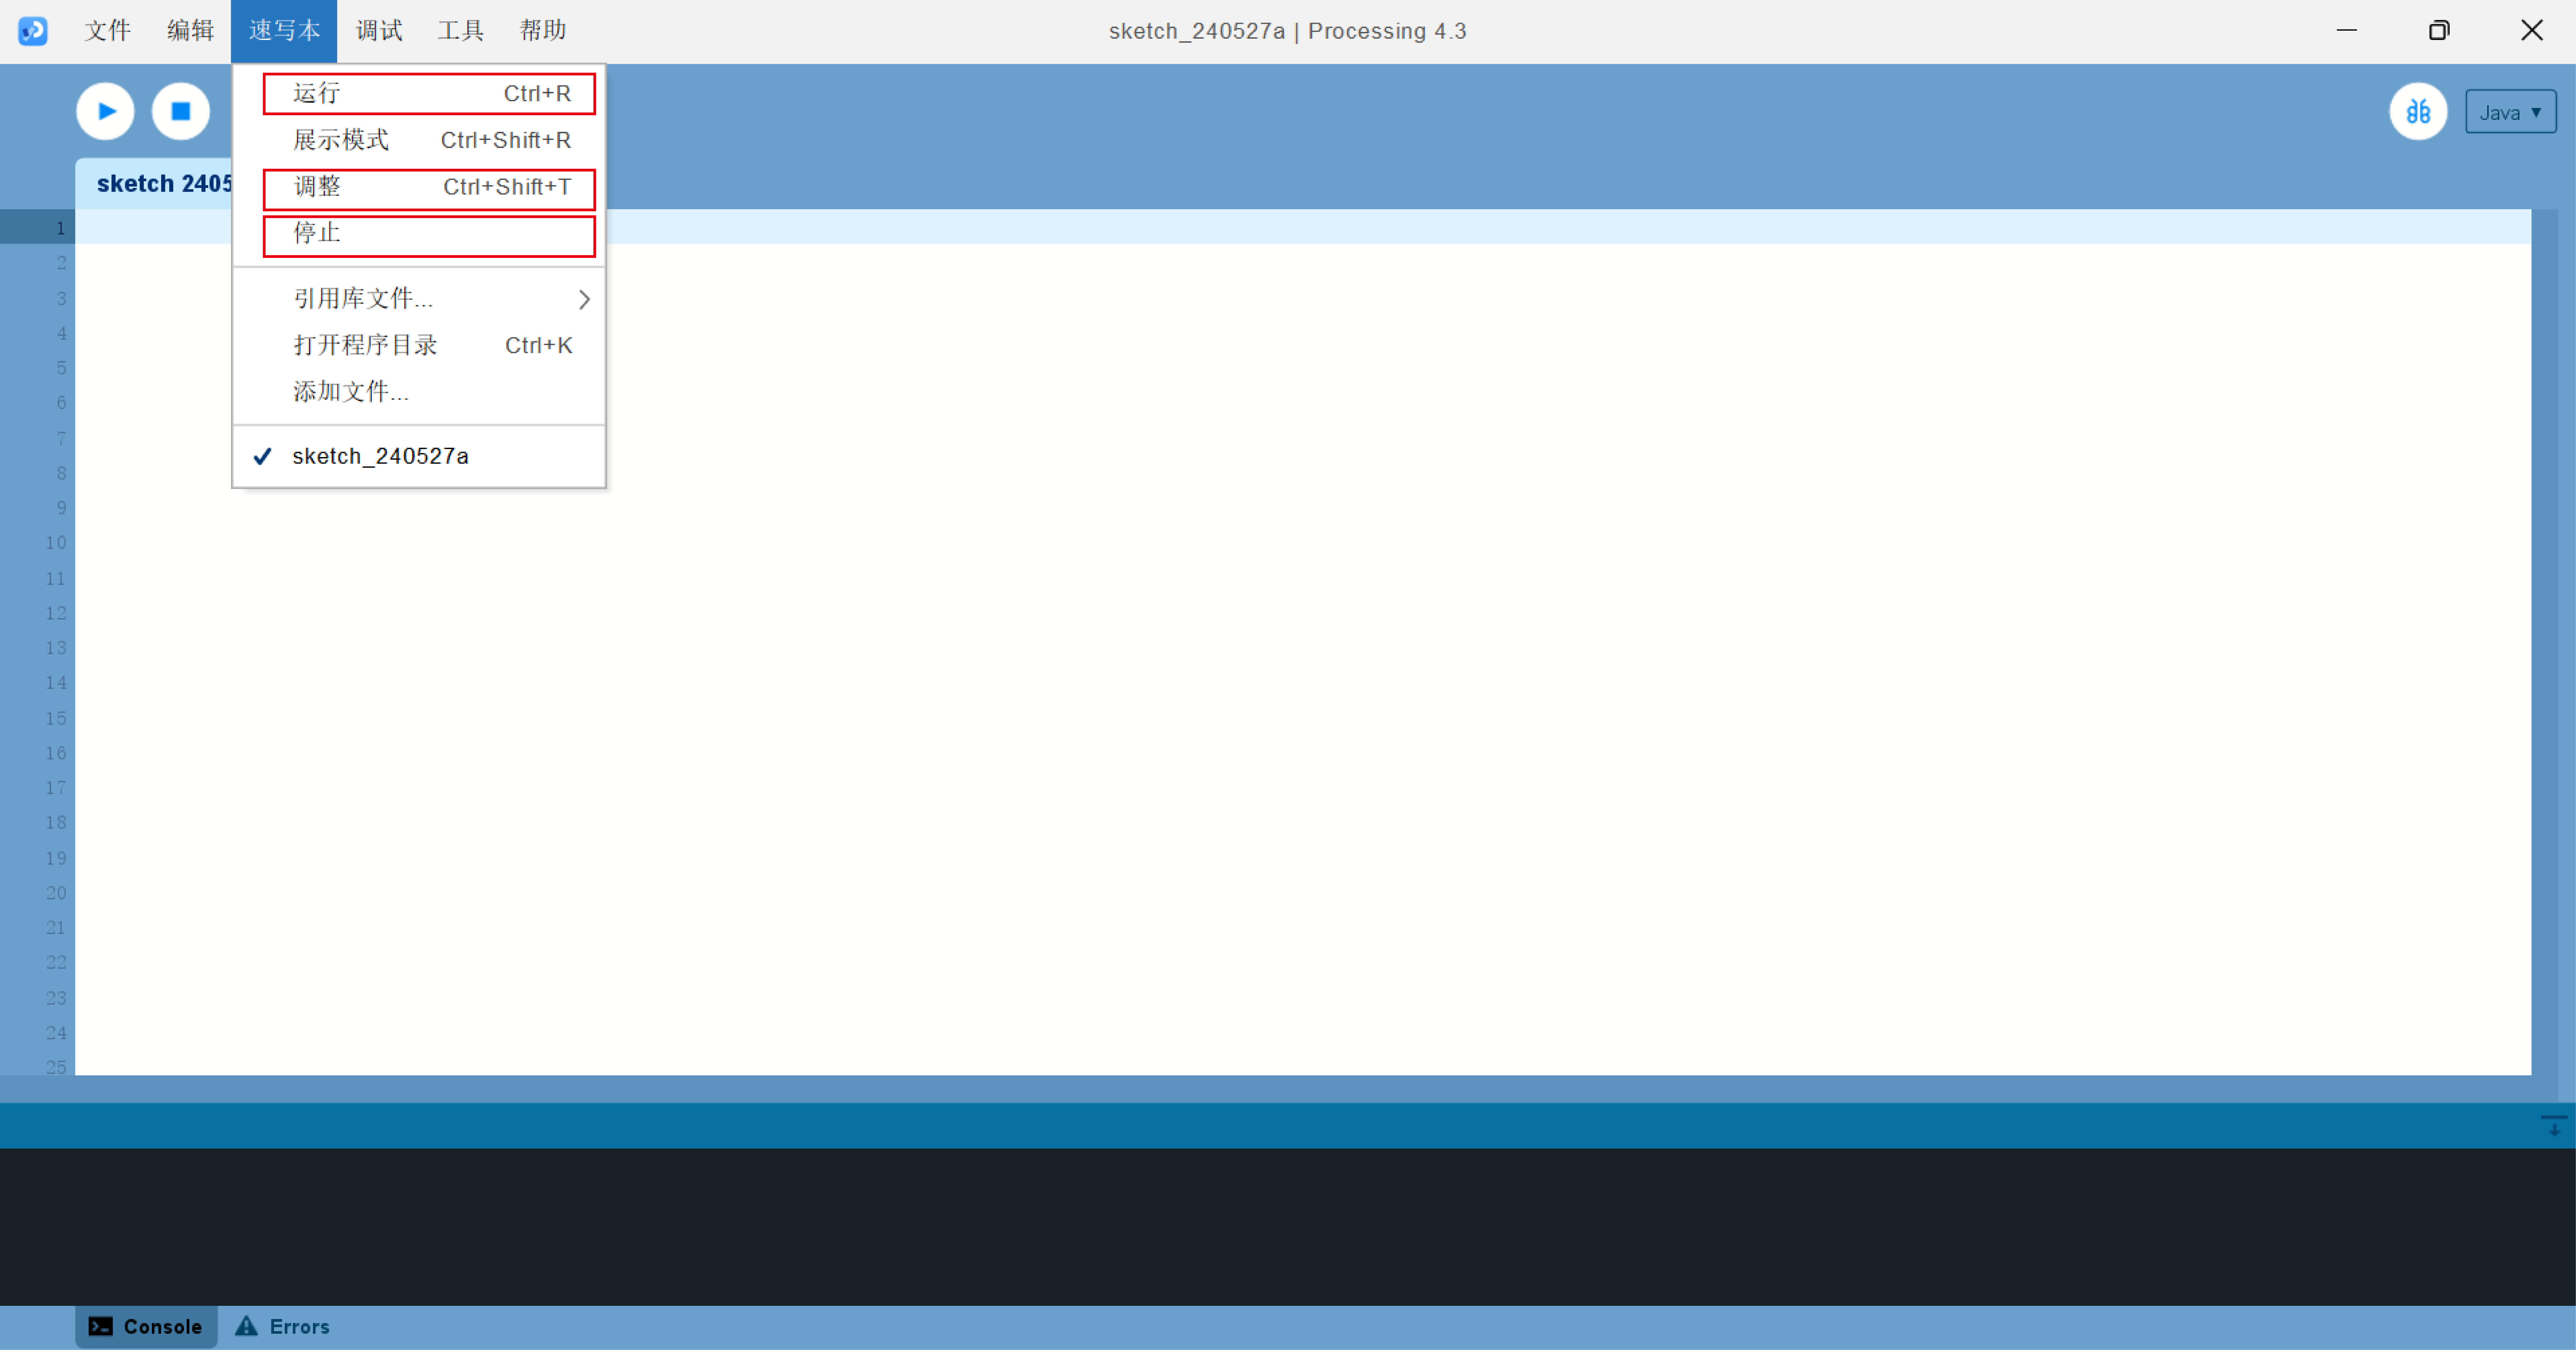 文件 编辑 速写本 调试 工具 帮助 sketch_240527a | Processing 4.3
运行 Ctrl+R
展示模式 Ctrl+Shift+R
Java ▼
sketch 2405
调整 Ctrl+Shift+T
停止
引用库文件...
打开程序目录 Ctrl+K
添加文件...
sketch_240527a
1
2
3
4
5
6
7
8
9
10
11
12
13
14
15
16
17
18
19
20
21
22
23
24
25
Console Errors